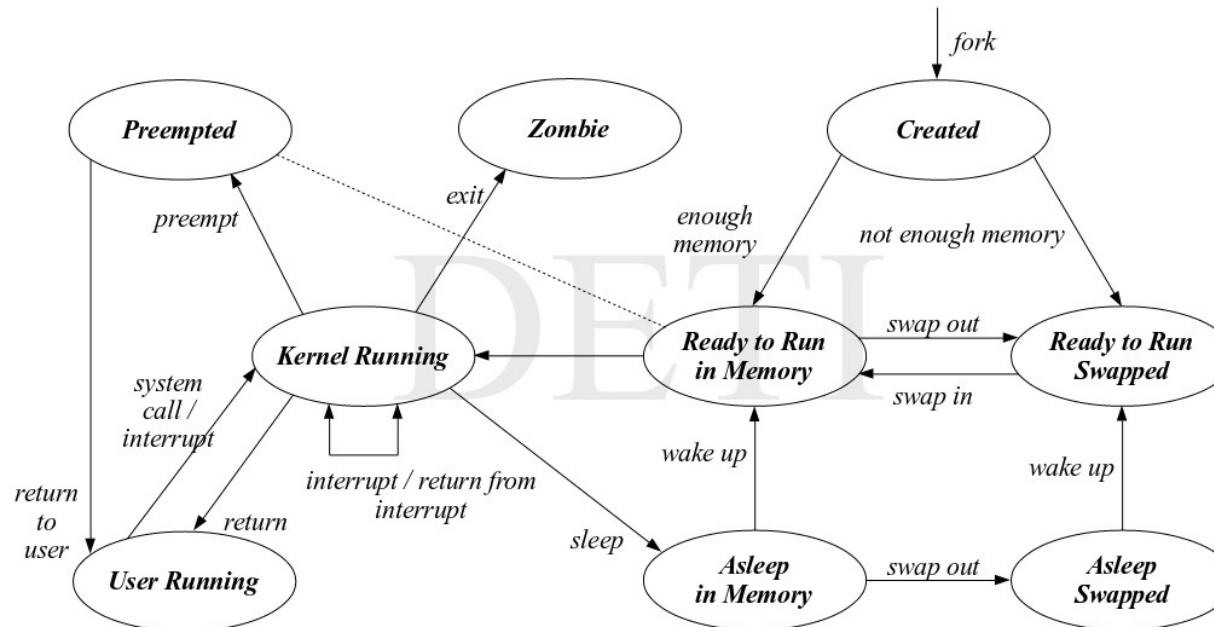 fork
Preempted
Zombie
Created
preempt
exit
enough
memory
not enough memory
DETI
Kernel Running
Ready to Run
in Memory
swap out
swap in
Ready to Run
Swapped
system
call /
interrupt
interrupt / return from
interrupt
wake up
wake up
return
to
user
return
sleep
User Running
Asleep
in Memory
swap out
Asleep
Swapped